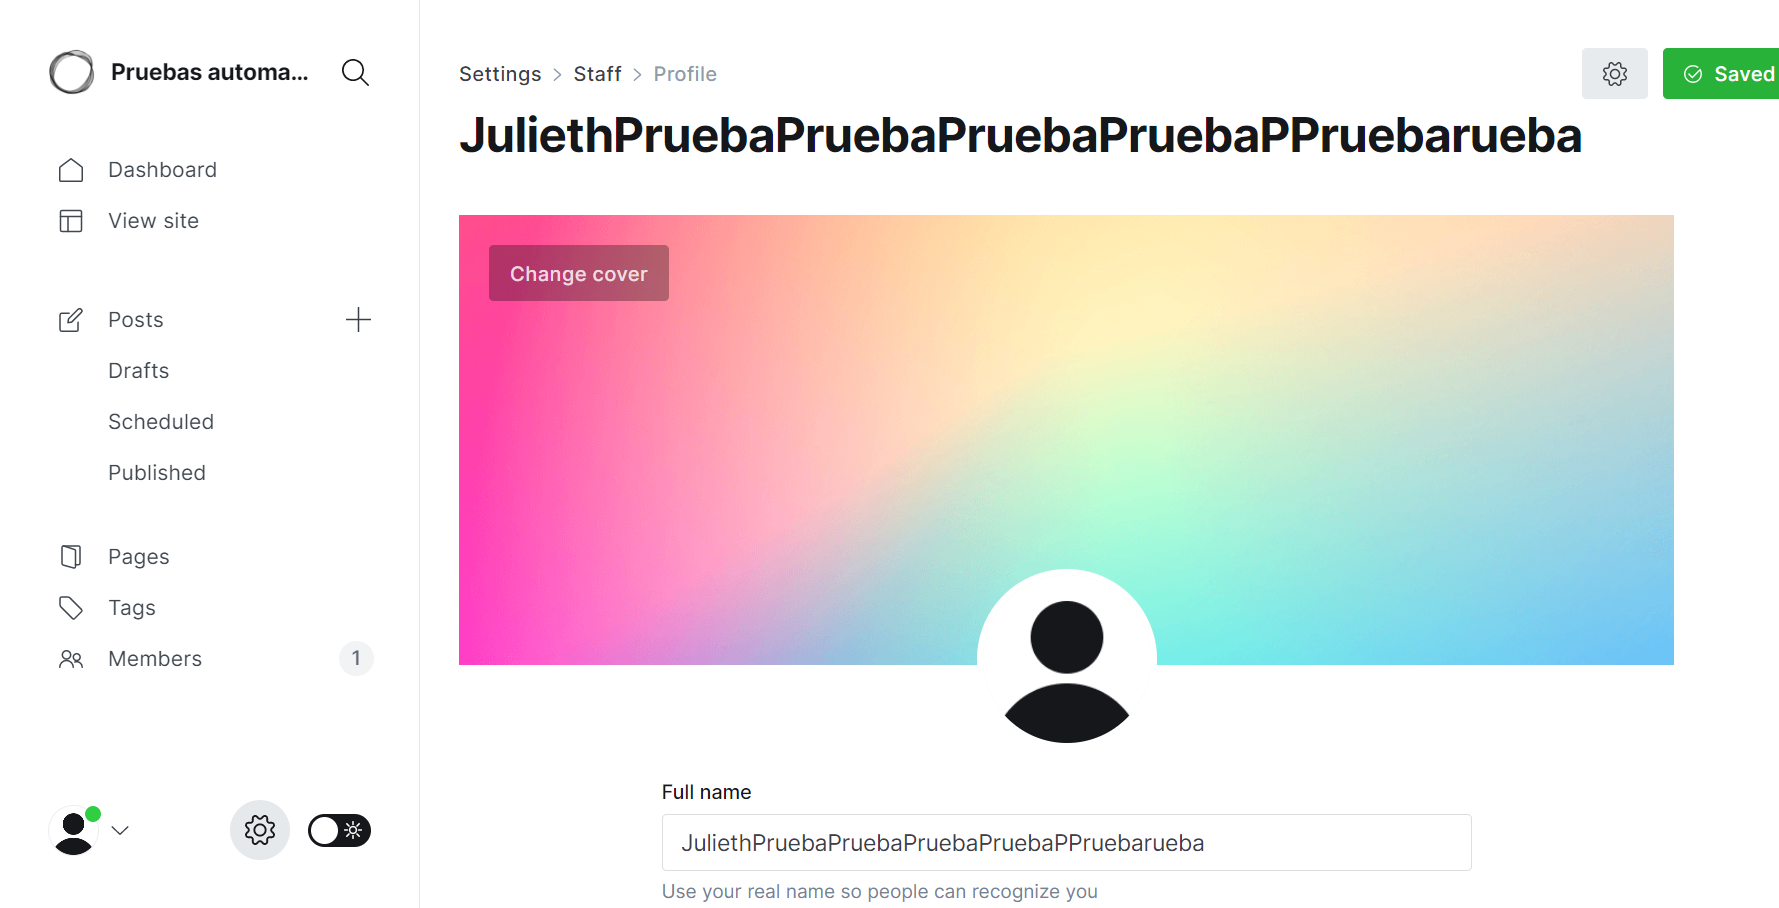 Pruebas automa...
Dashboard
View site
Posts
Drafts
Scheduled
Published
Pages
Tags
Members 1
Settings > Staff > Profile
Saved
JuliethPruebaPruebaPruebaPruebaPPruebarueba
Change cover
Full name
JuliethPruebaPruebaPruebaPruebaPPruebarueba
Use your real name so people can recognize you